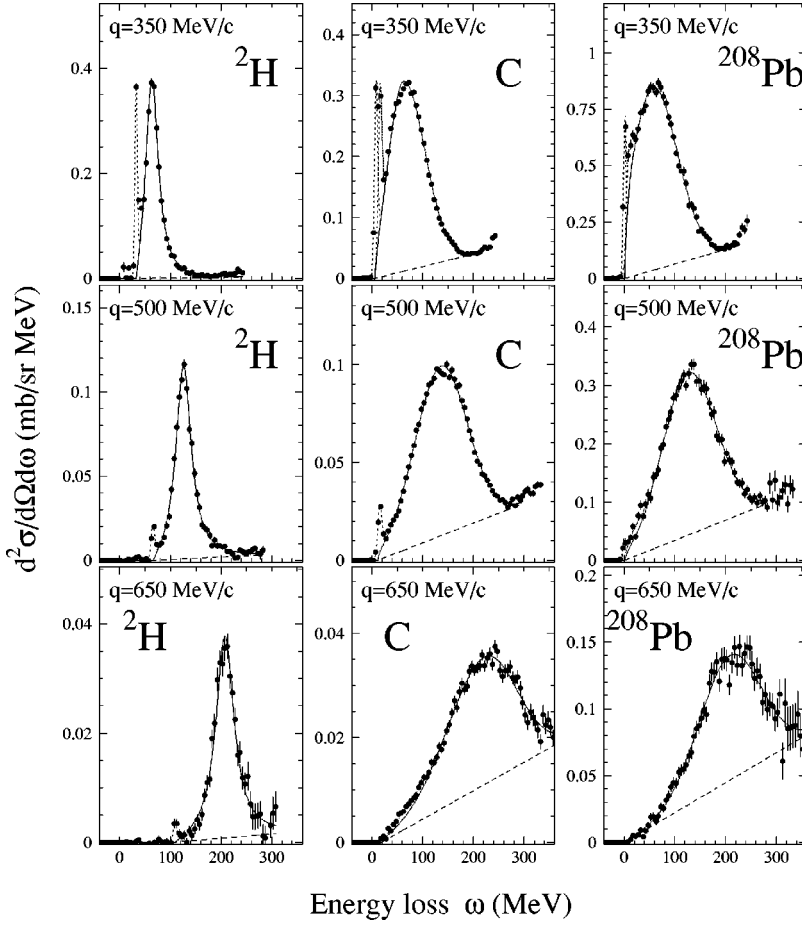 q=350 MeV/c
q=350 MeV/c
q=350 MeV/c
²H
C
²⁰⁸Pb
0.4
0.2
0
0.4
0.3
0.2
0.1
0
1
0.75
0.5
0.25
0
q=500 MeV/c
q=500 MeV/c
q=500 MeV/c
²H
C
²⁰⁸Pb
0.15
0.1
0.05
0
0.1
0.05
0
0.4
0.3
0.2
0.1
0
q=650 MeV/c
q=650 MeV/c
q=650 MeV/c
²H
C
²⁰⁸Pb
0.04
0.02
0
0.06
0.04
0.02
0
0.2
0.15
0.1
0.05
0
0 100 200 300
0 100 200 300
0 100 200 300
d²σ/dΩdω (mb/sr MeV)
Energy loss ω (MeV)